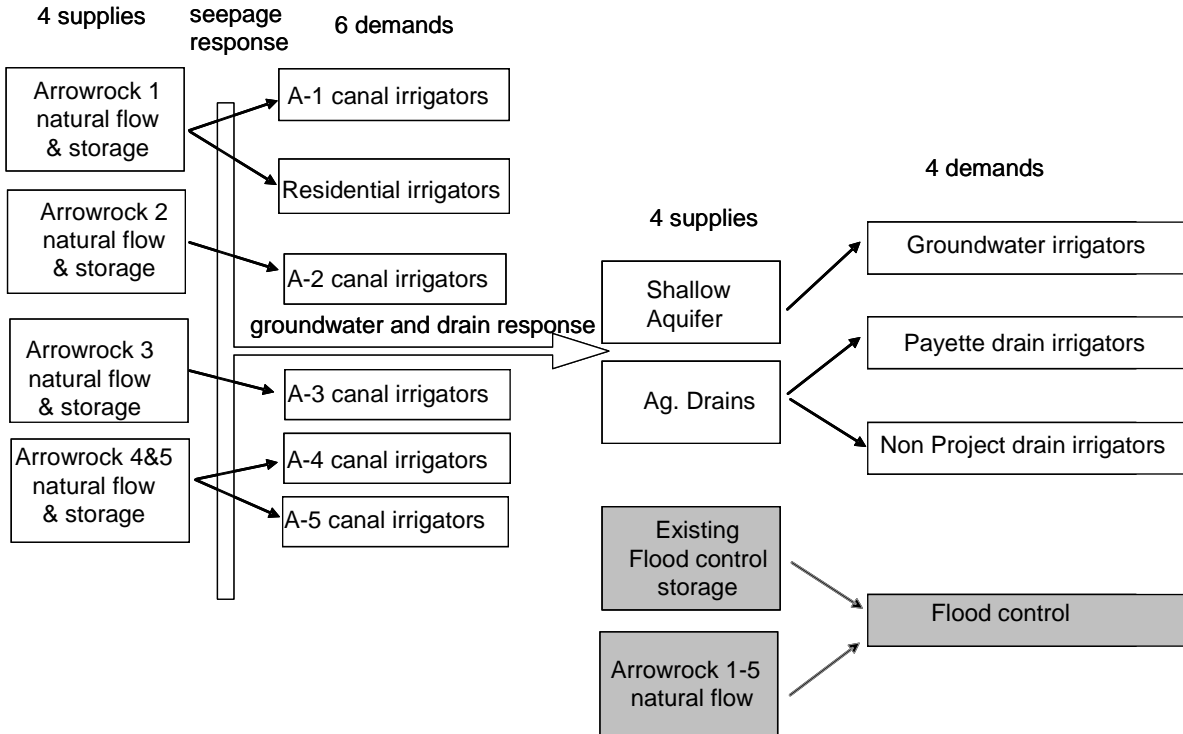 4 supplies
seepage
response
6 demands
Arrowrock 1
natural flow
& storage
A-1 canal irrigators
Residential irrigators
Arrowrock 2
natural flow
& storage
A-2 canal irrigators
groundwater and drain response
Arrowrock 3
natural flow
& storage
A-3 canal irrigators
Arrowrock 4&5
natural flow
& storage
A-4 canal irrigators
A-5 canal irrigators
4 supplies
4 demands
Shallow
Aquifer
Groundwater irrigators
Ag. Drains
Payette drain irrigators
Non Project drain irrigators
Existing
Flood control
storage
Arrowrock 1-5
natural flow
Flood control